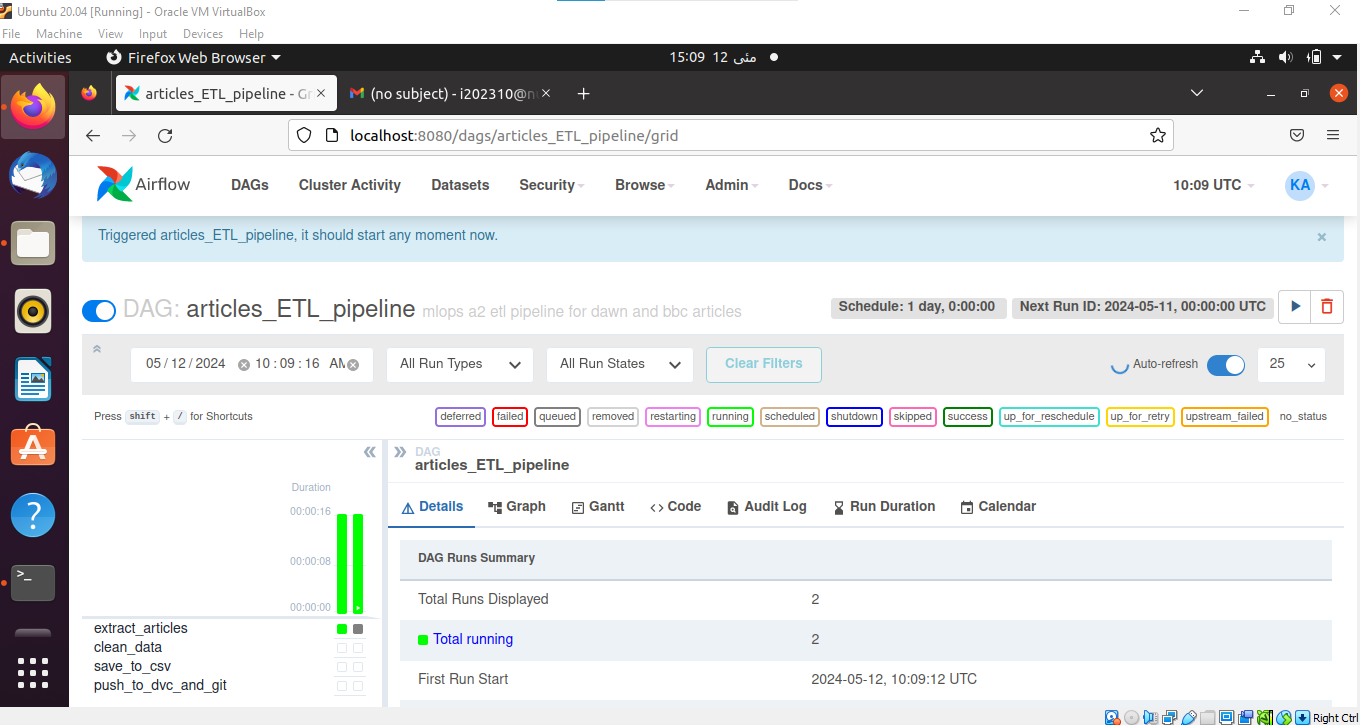 Ubuntu 20.04 [Running] - Oracle VM VirtualBox
File Machine View Input Devices Help
Activities Firefox Web Browser 15:09 12 مئی
articles_ETL_pipeline - Gr (no subject) - i202310@n
localhost:8080/dags/articles_ETL_pipeline/grid
Airflow DAGs Cluster Activity Datasets Security Browse Admin Docs 10:09 UTC KA
Triggered articles_ETL_pipeline, it should start any moment now. ×
DAG: articles_ETL_pipeline mlops a2 etl pipeline for dawn and bbc articles Schedule: 1 day, 0:00:00 Next Run ID: 2024-05-11, 00:00:00 UTC
05/12/2024 10:09:16 AM All Run Types All Run States Clear Filters Auto-refresh 25
Press shift + / for Shortcuts deferred failed queued removed restarting running scheduled shutdown skipped success up_for_reschedule up_for_retry upstream_failed no_status
DAG
articles_ETL_pipeline
Duration
00:00:16
00:00:08
00:00:00
extract_articles
clean_data
save_to_csv
push_to_dvc_and_git
Details Graph Gantt Code Audit Log Run Duration Calendar
DAG Runs Summary
Total Runs Displayed 2
Total running 2
First Run Start 2024-05-12, 10:09:12 UTC
Right Ctrl